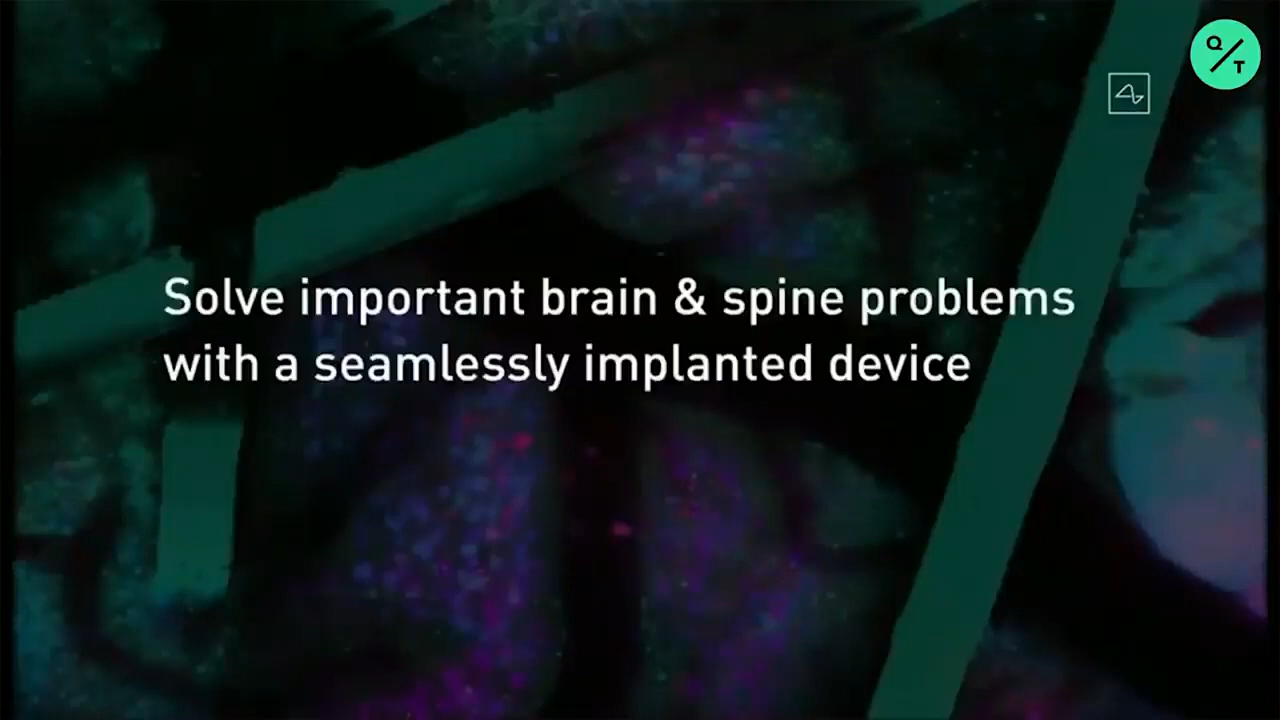 Q/T
Solve important brain & spine problems
with a seamlessly implanted device